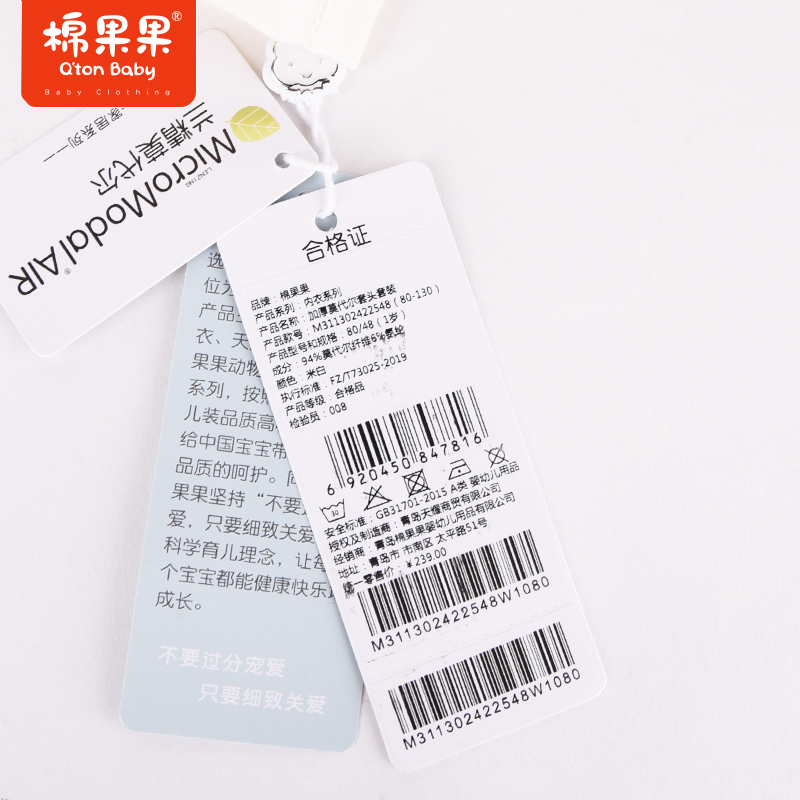 棉果果®
Q'ton Baby
Baby Clothing
家居系列一一
兰精莫代尔
LENZING
MicroModal AIR®
选
位为
产品
衣、天
果果动物
系列，按照
儿装品质高
给中国宝宝带
品质的呵护。同
果果坚持“不要过
爱，只要细致关爱
科学育儿理念，让每
个宝宝都能健康快乐地
成长。
不要过分宠爱
只要细致关爱
合格证
品牌：棉果果
产品系列：内衣系列
产品名称：加厚莫代尔套头套装
产品款号：M311302422548（80-130）
产品型号和规格：80/48（1岁）
成分：94%莫代尔纤维6%氨纶
颜色：米白
执行标准：FZ/T73025-2019
产品等级：合格品
检验员：008
6 920450 847816
30
安全标准：GB31701-2015 A类 婴幼儿用品
授权及制造商：青岛天耀商贸有限公司
经销商：青岛棉果果婴幼儿用品有限公司
地址：青岛市 市南区 太平路51号
统一零售价：￥239.00
M311302422548W1080
M311302422548W1080